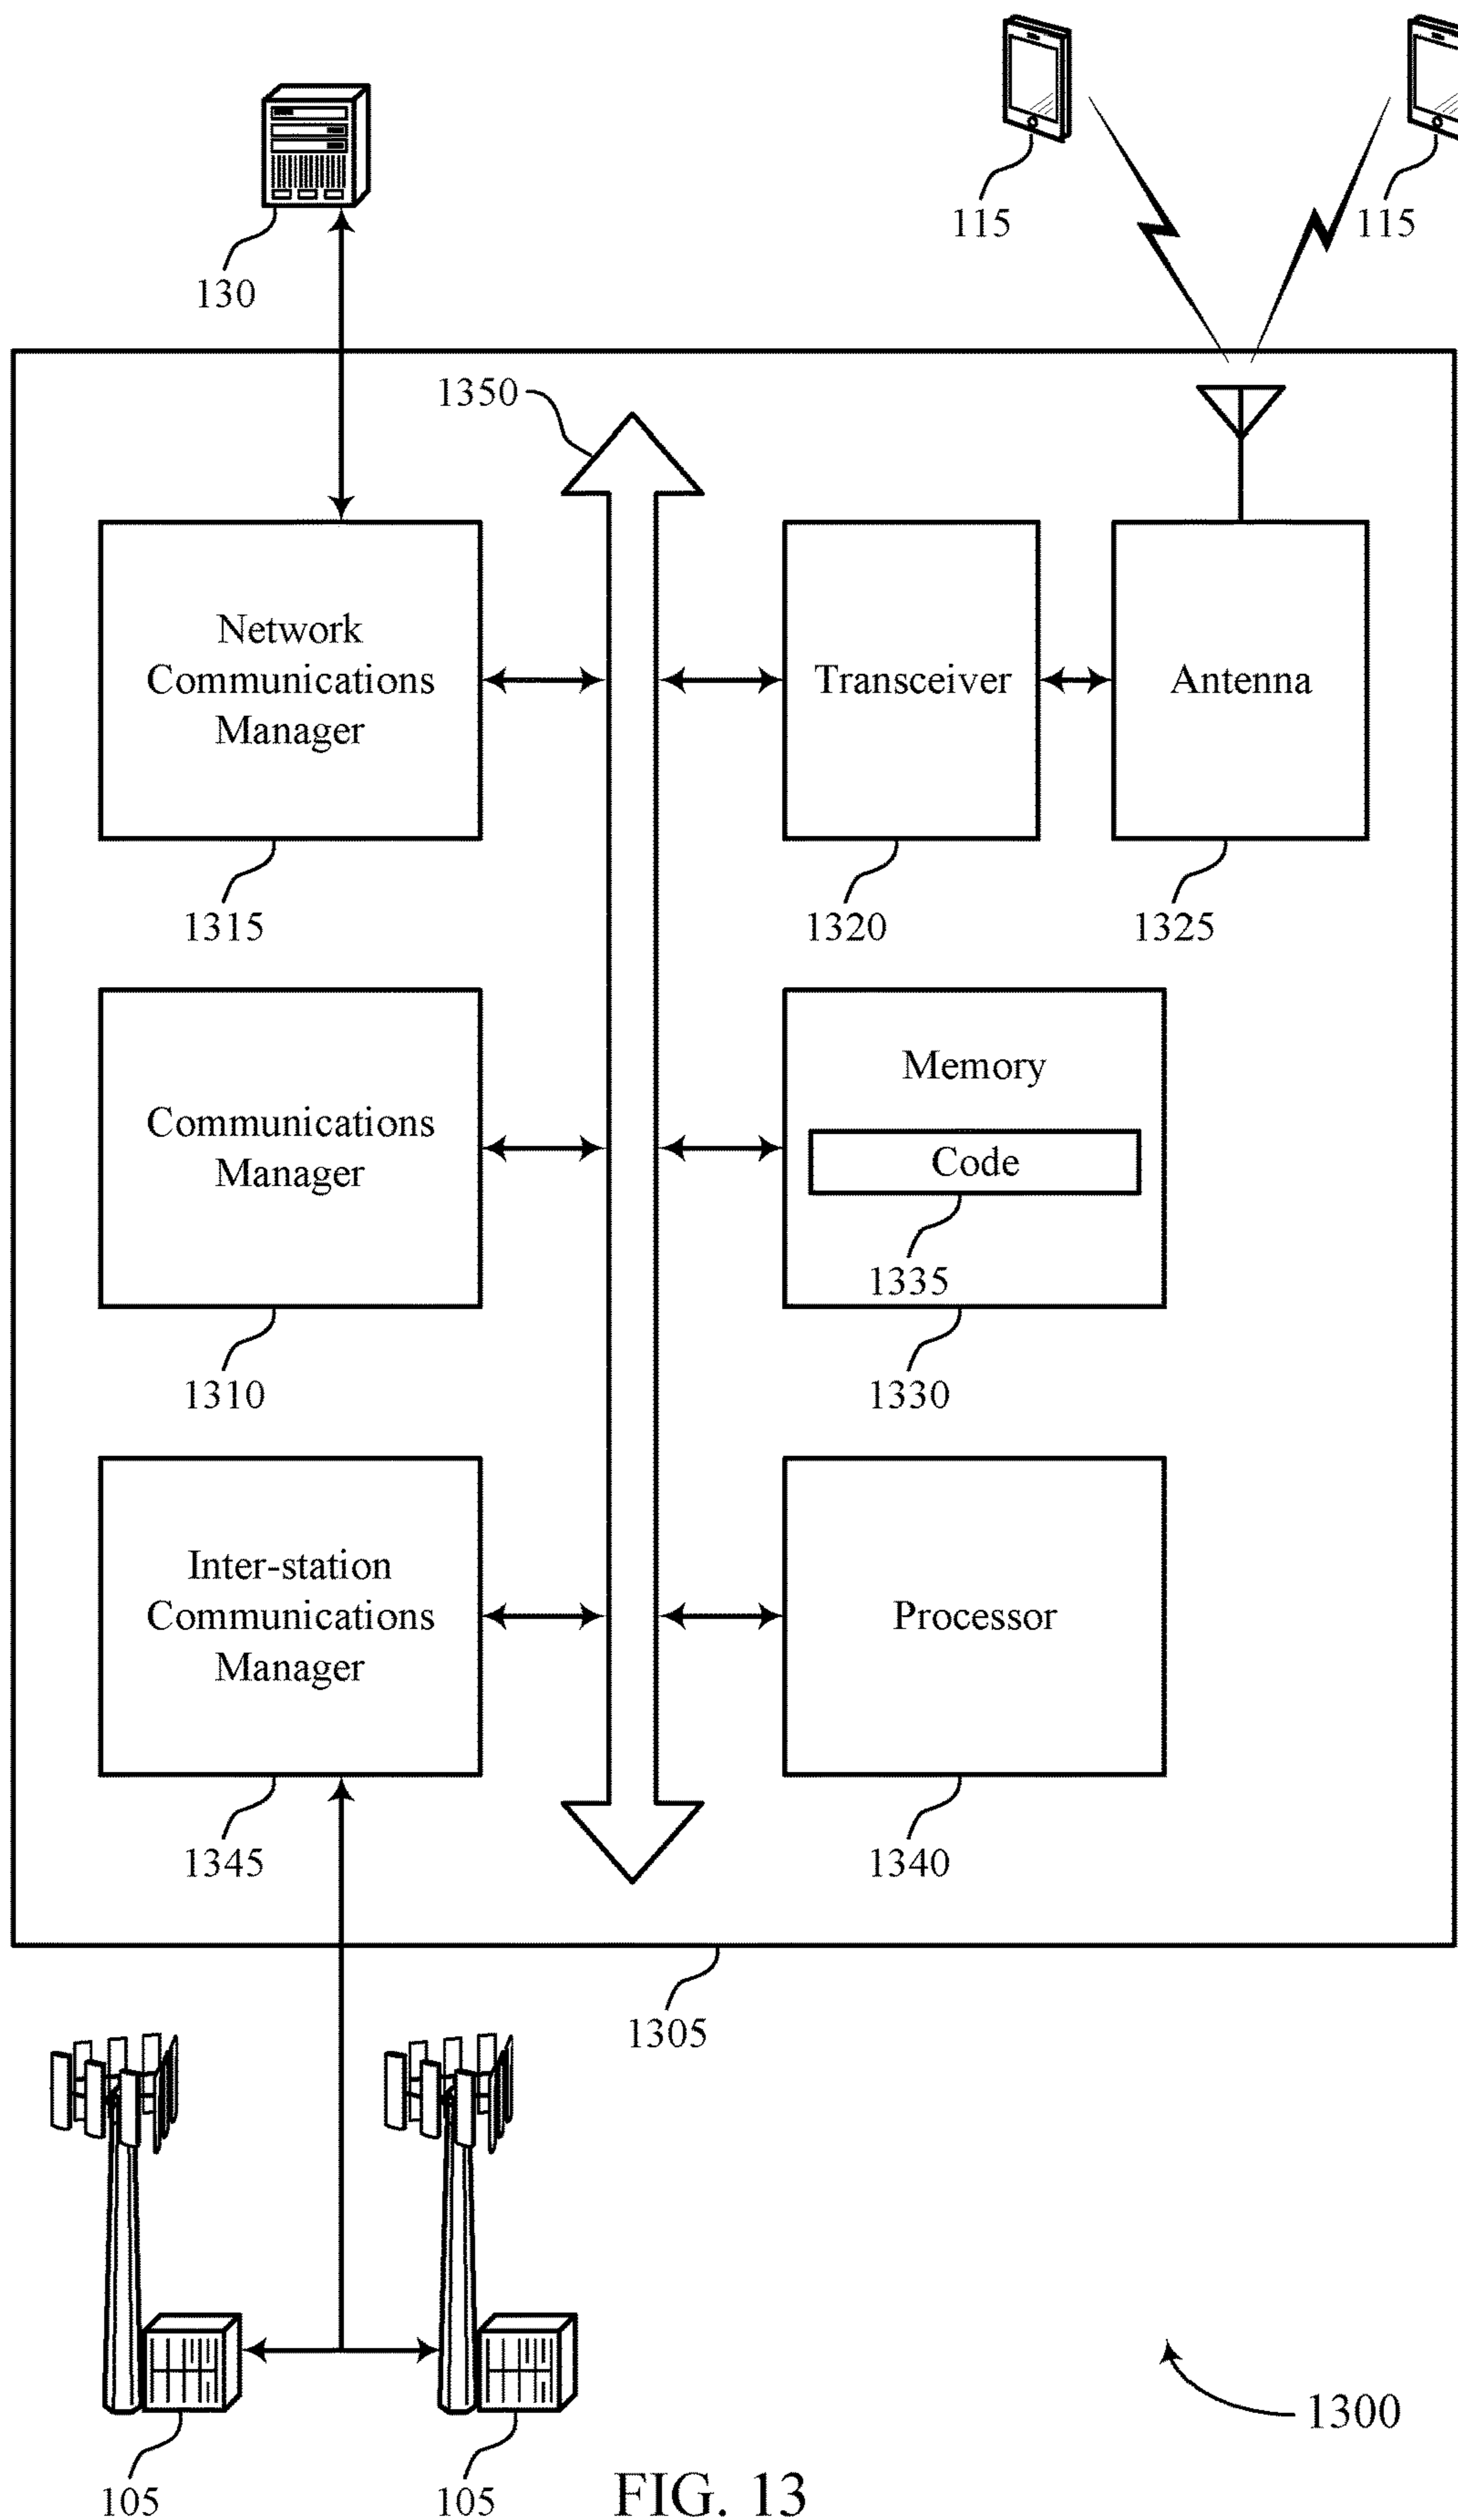 115
115
130
1350
Network
Communications
Manager
Transceiver
Antenna
1315
1320
1325
Communications
Manager
Memory
Code
1335
1310
1330
Inter-station
Communications
Manager
Processor
1345
1340
1305
1300
105
105
FIG. 13